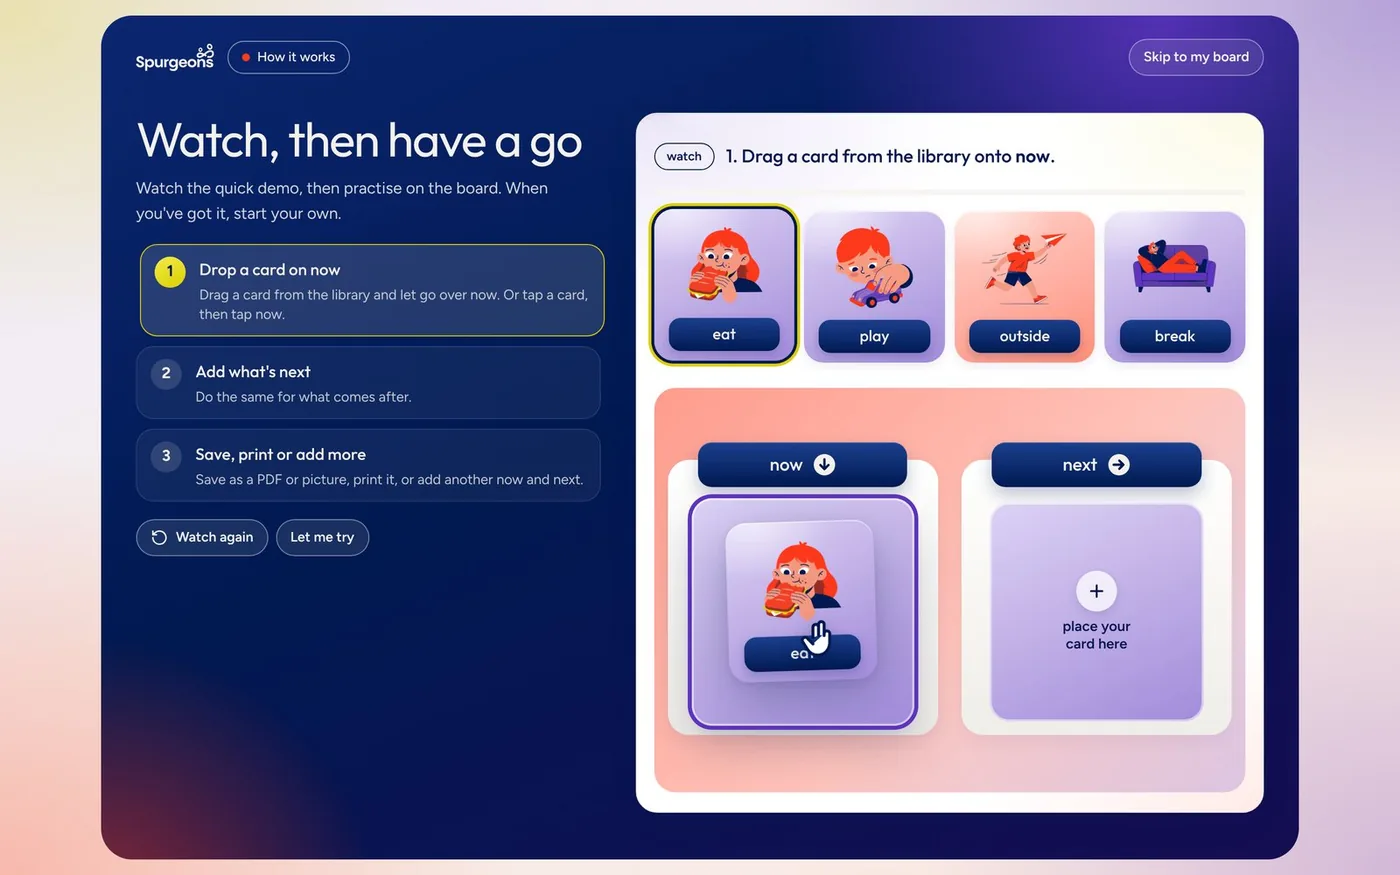 Spurgeons
How it works
Skip to my board
Watch, then have a go
Watch the quick demo, then practise on the board. When
you've got it, start your own.
1
Drop a card on now
Drag a card from the library and let go over now. Or tap a card,
then tap now.
2
Add what's next
Do the same for what comes after.
3
Save, print or add more
Save as a PDF or picture, print it, or add another now and next.
Watch again
Let me try
watch
1. Drag a card from the library onto now.
eat
play
outside
break
now
next
eat
place your
card here